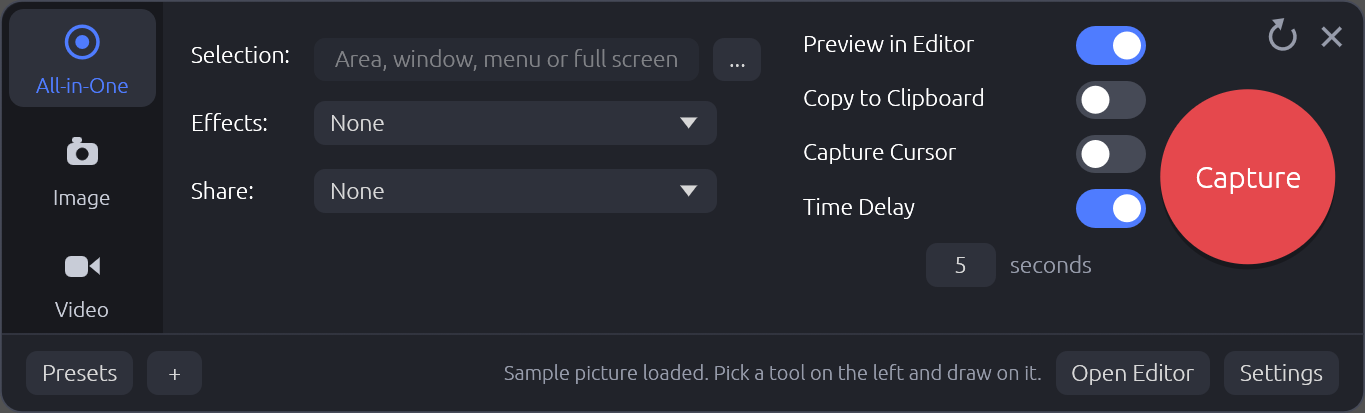 All-in-One
Image
Video
Selection:
Area, window, menu or full screen
...
Effects:
None
Share:
None
Preview in Editor
Copy to Clipboard
Capture Cursor
Time Delay
5 seconds
Capture
Presets
+
Sample picture loaded. Pick a tool on the left and draw on it.
Open Editor
Settings